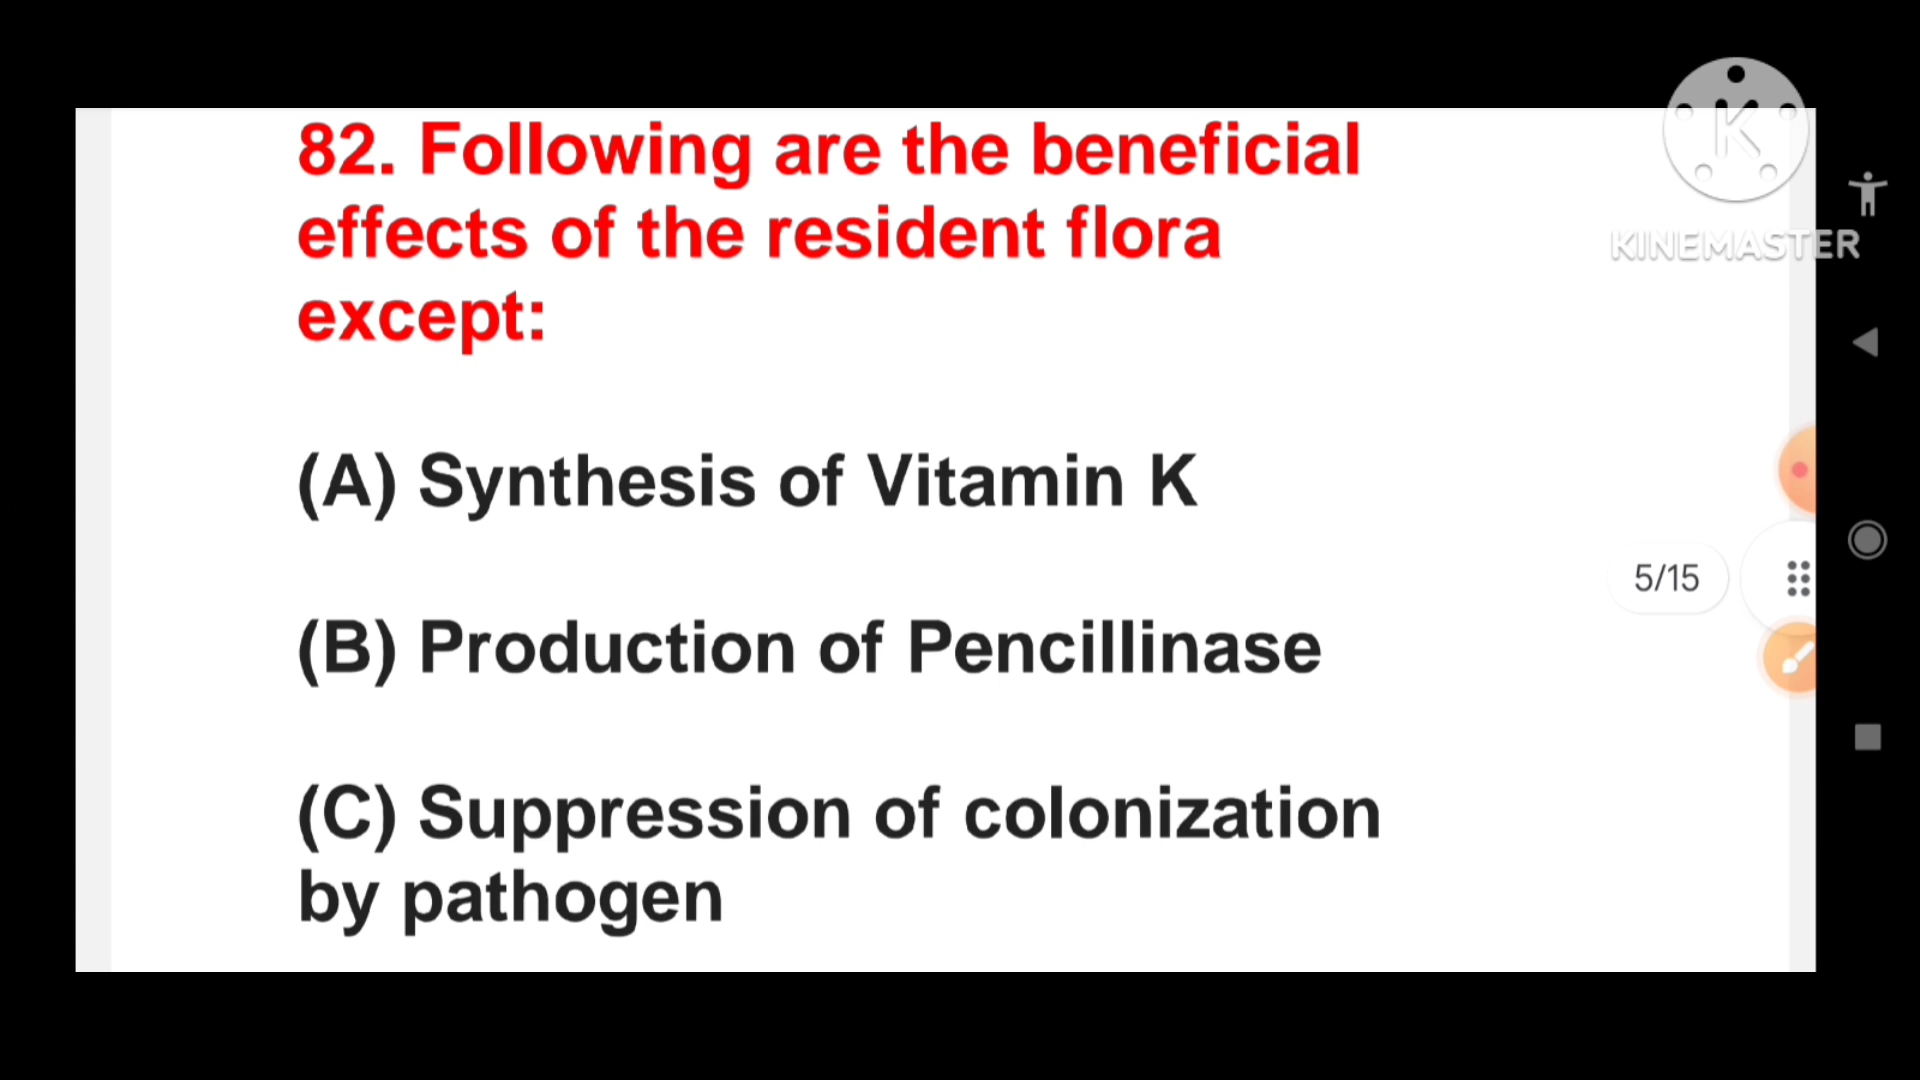 82. Following are the beneficial
effects of the resident flora
except:
(A) Synthesis of Vitamin K
(B) Production of Pencillinase
(C) Suppression of colonization
by pathogen
K
KINEMASTER
5/15